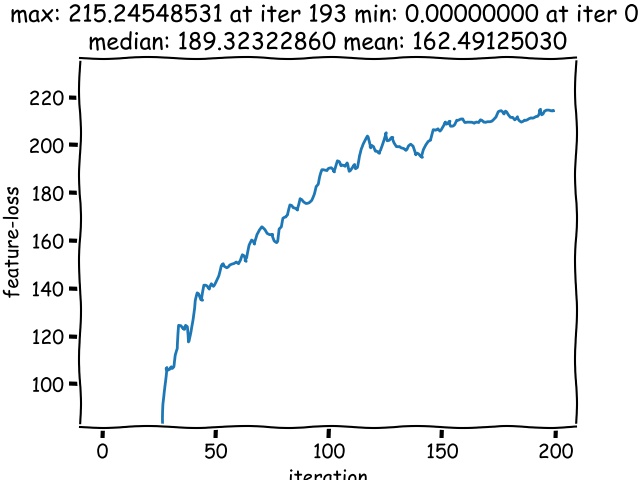 max: 215.24548531 at iter 193 min: 0.00000000 at iter 0
median: 189.32322860 mean: 162.49125030
220
200
180
160
140
120
100
feature-loss
0 50 100 150 200
iteration